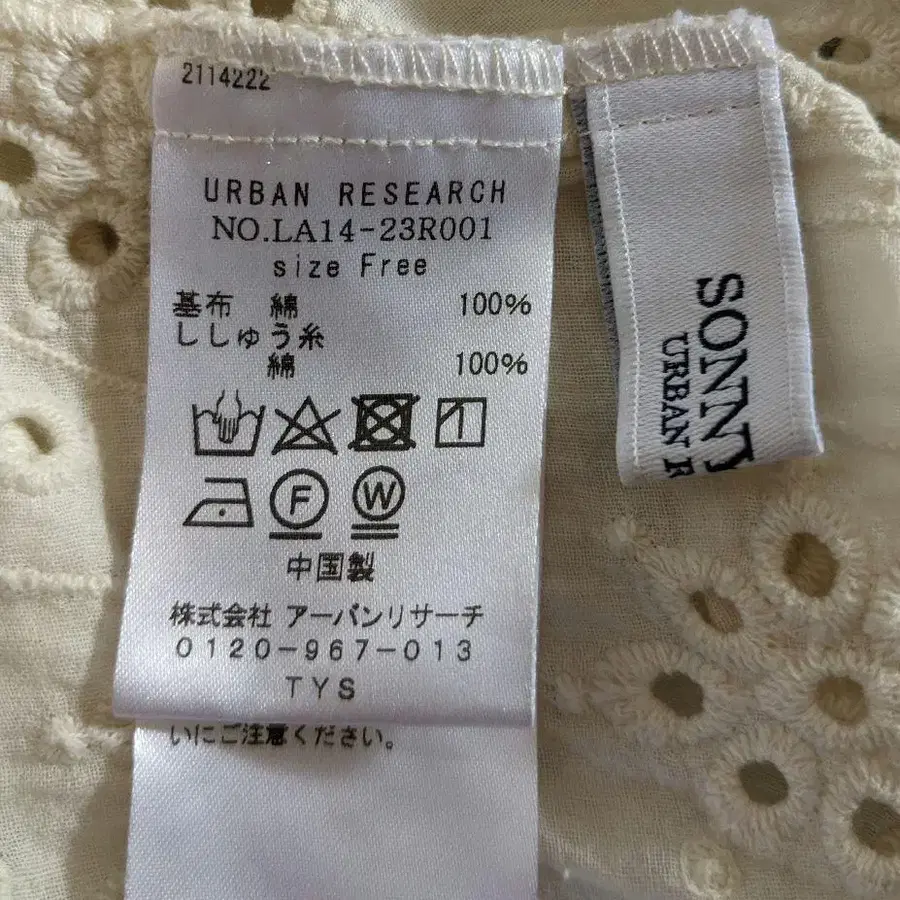 2114222
URBAN RESEARCH
NO.LA14-23R001
size Free
基布 綿 100%
ししゅう糸
綿 100%
F W
中国製
株式会社 アーバンリサーチ
0120-967-013
TYS
いにご注意ください。
SONNY
URBAN R